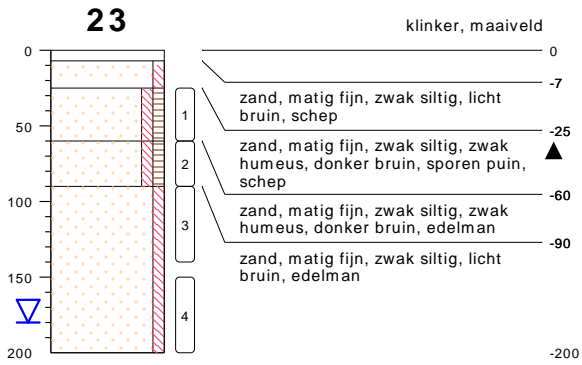 23
klinker, maaiveld
0
0
-7
zand, matig fijn, zwak siltig, licht
bruin, schep
-25
1
50
zand, matig fijn, zwak siltig, zwak
humeus, donker bruin, sporen puin,
schep
2
-60
100
zand, matig fijn, zwak siltig, zwak
humeus, donker bruin, edelman
3
-90
zand, matig fijn, zwak siltig, licht
bruin, edelman
150
4
200
-200